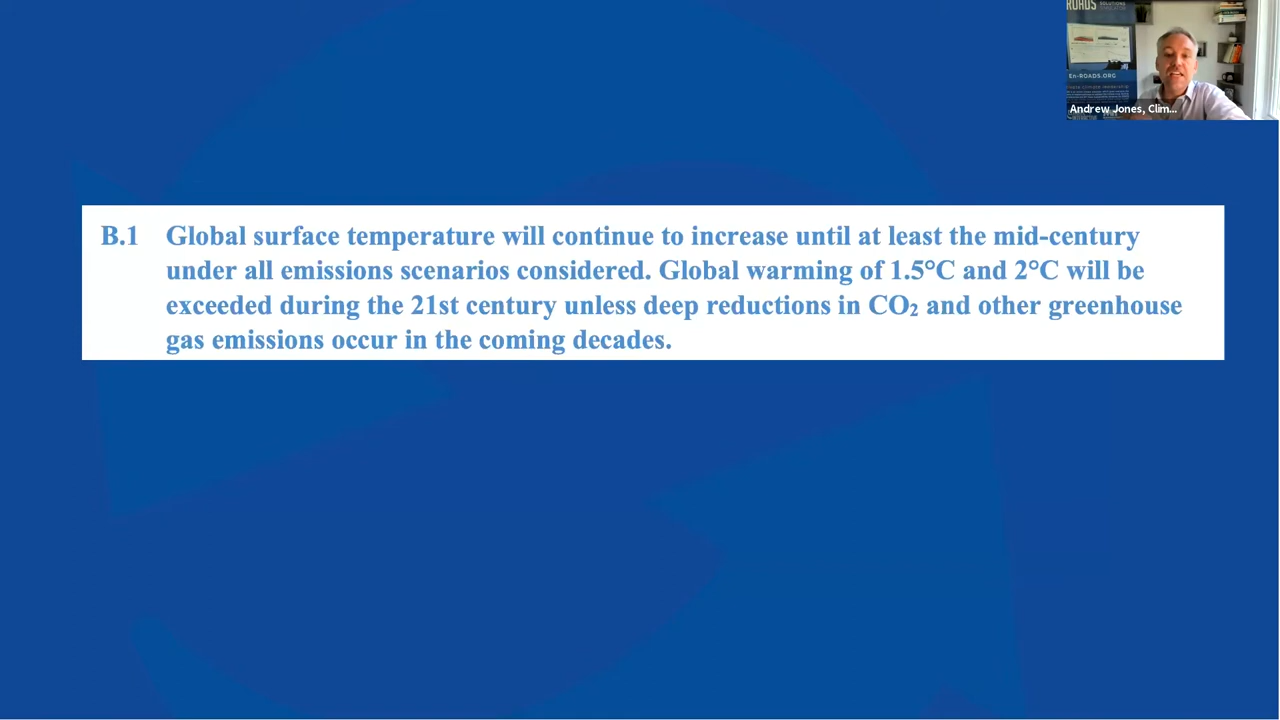 ROADS
En-ROADS.ORG
Andrew Jones, Clim...
B.1 Global surface temperature will continue to increase until at least the mid-century
under all emissions scenarios considered. Global warming of 1.5°C and 2°C will be
exceeded during the 21st century unless deep reductions in CO₂ and other greenhouse
gas emissions occur in the coming decades.